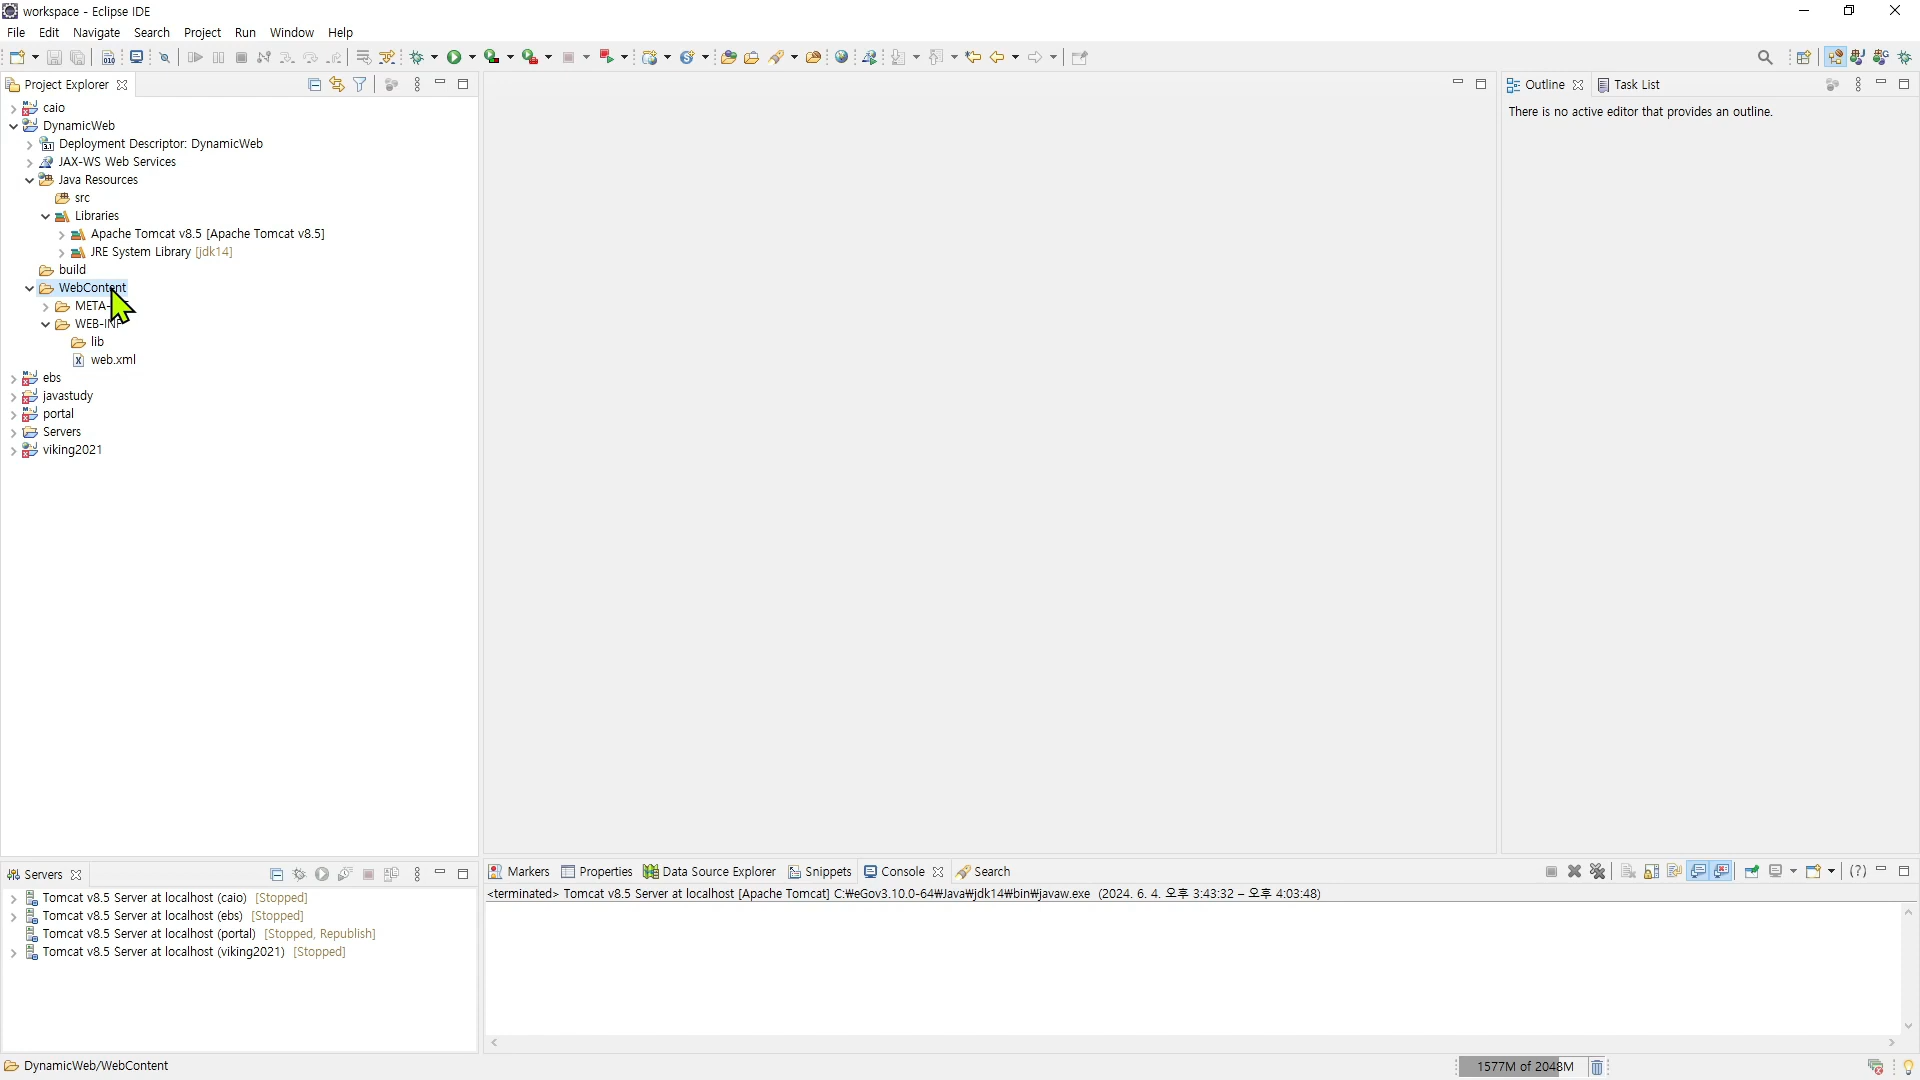 workspace - Eclipse IDE
File Edit Navigate Search Project Run Window Help
Project Explorer
caio
DynamicWeb
3.1 Deployment Descriptor: DynamicWeb
JAX-WS Web Services
Java Resources
src
Libraries
Apache Tomcat v8.5 [Apache Tomcat v8.5]
JRE System Library [jdk14]
build
WebContent
META-
WEB-INF
lib
web.xml
ebs
javastudy
portal
Servers
viking2021
Outline Task List
There is no active editor that provides an outline.
Servers
Tomcat v8.5 Server at localhost (caio) [Stopped]
Tomcat v8.5 Server at localhost (ebs) [Stopped]
Tomcat v8.5 Server at localhost (portal) [Stopped, Republish]
Tomcat v8.5 Server at localhost (viking2021) [Stopped]
Markers Properties Data Source Explorer Snippets Console Search
<terminated> Tomcat v8.5 Server at localhost [Apache Tomcat] C:₩eGov3.10.0-64₩Java₩jdk14₩bin₩javaw.exe (2024. 6. 4. 오후 3:43:32 – 오후 4:03:48)
DynamicWeb/WebContent
1577M of 2048M